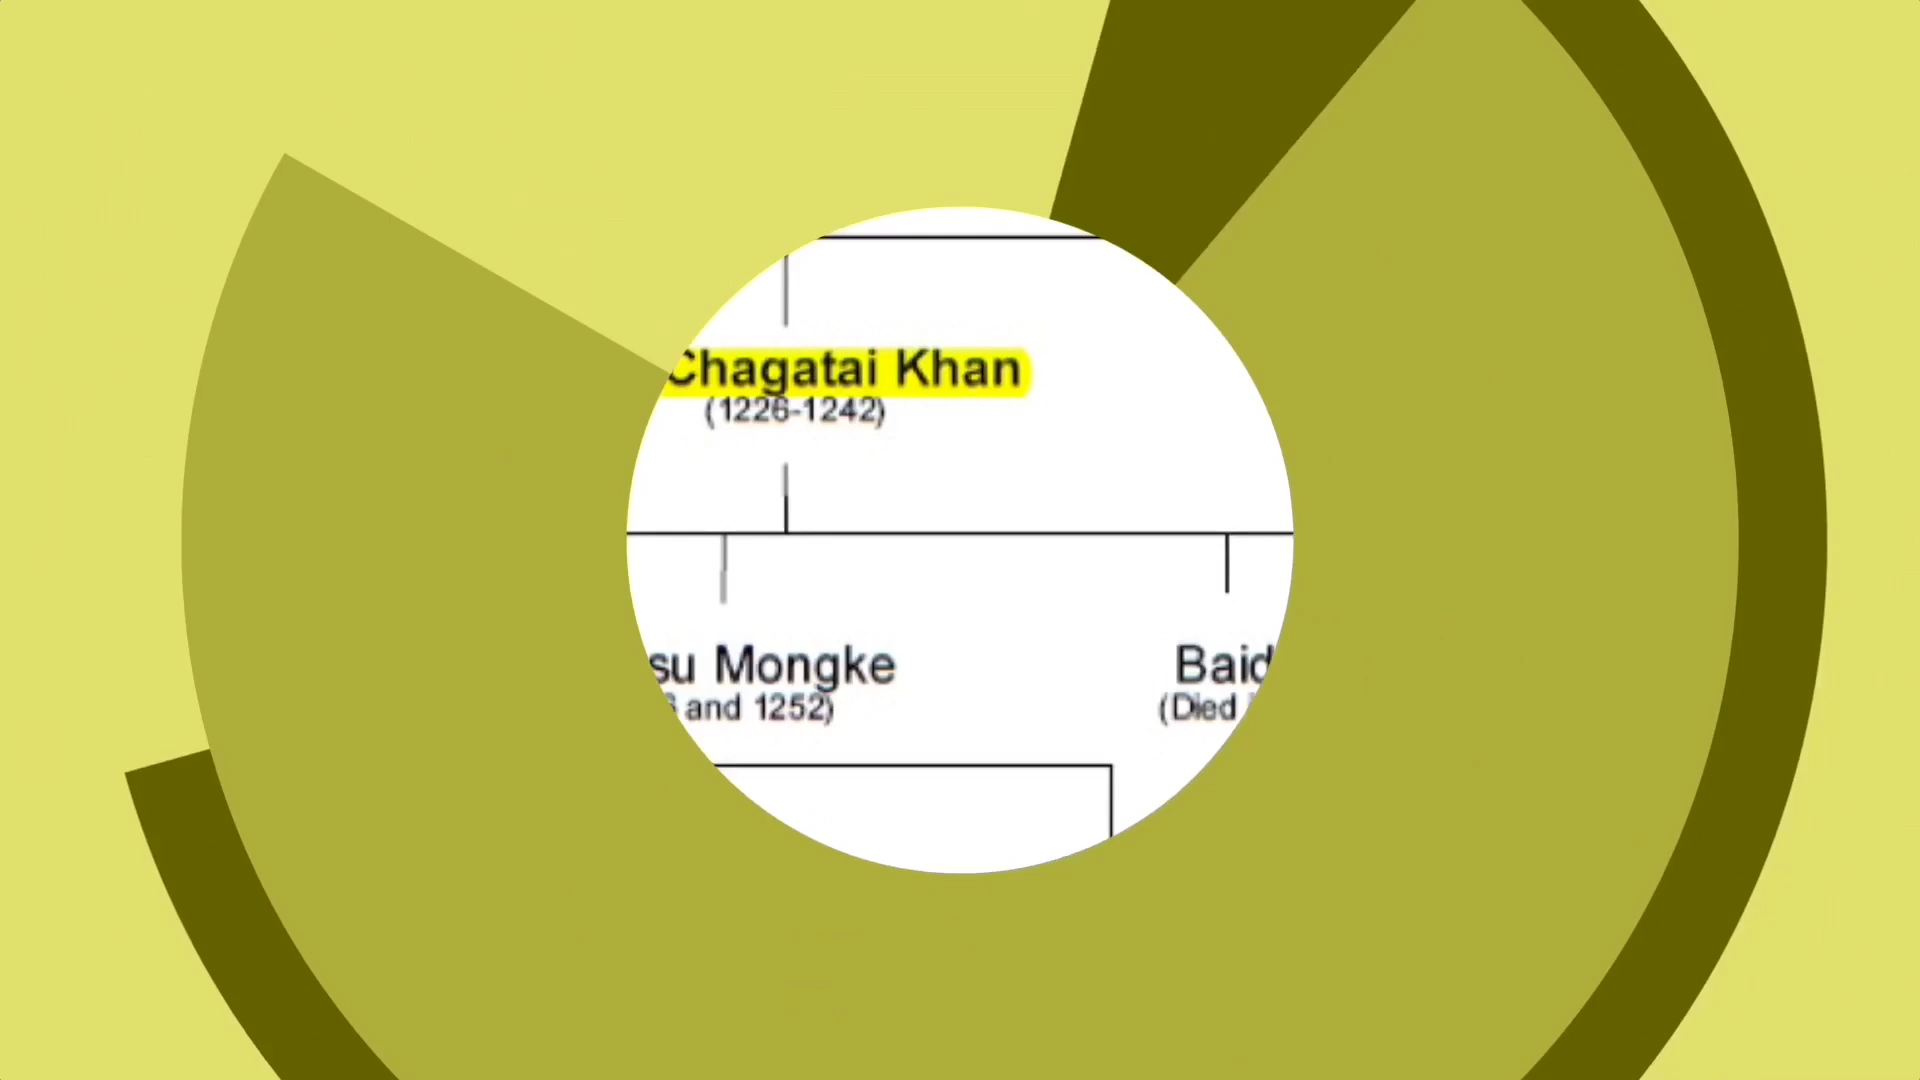 Chagatai Khan
(1226-1242)
su Mongke
Baid
and 1252)
(Died